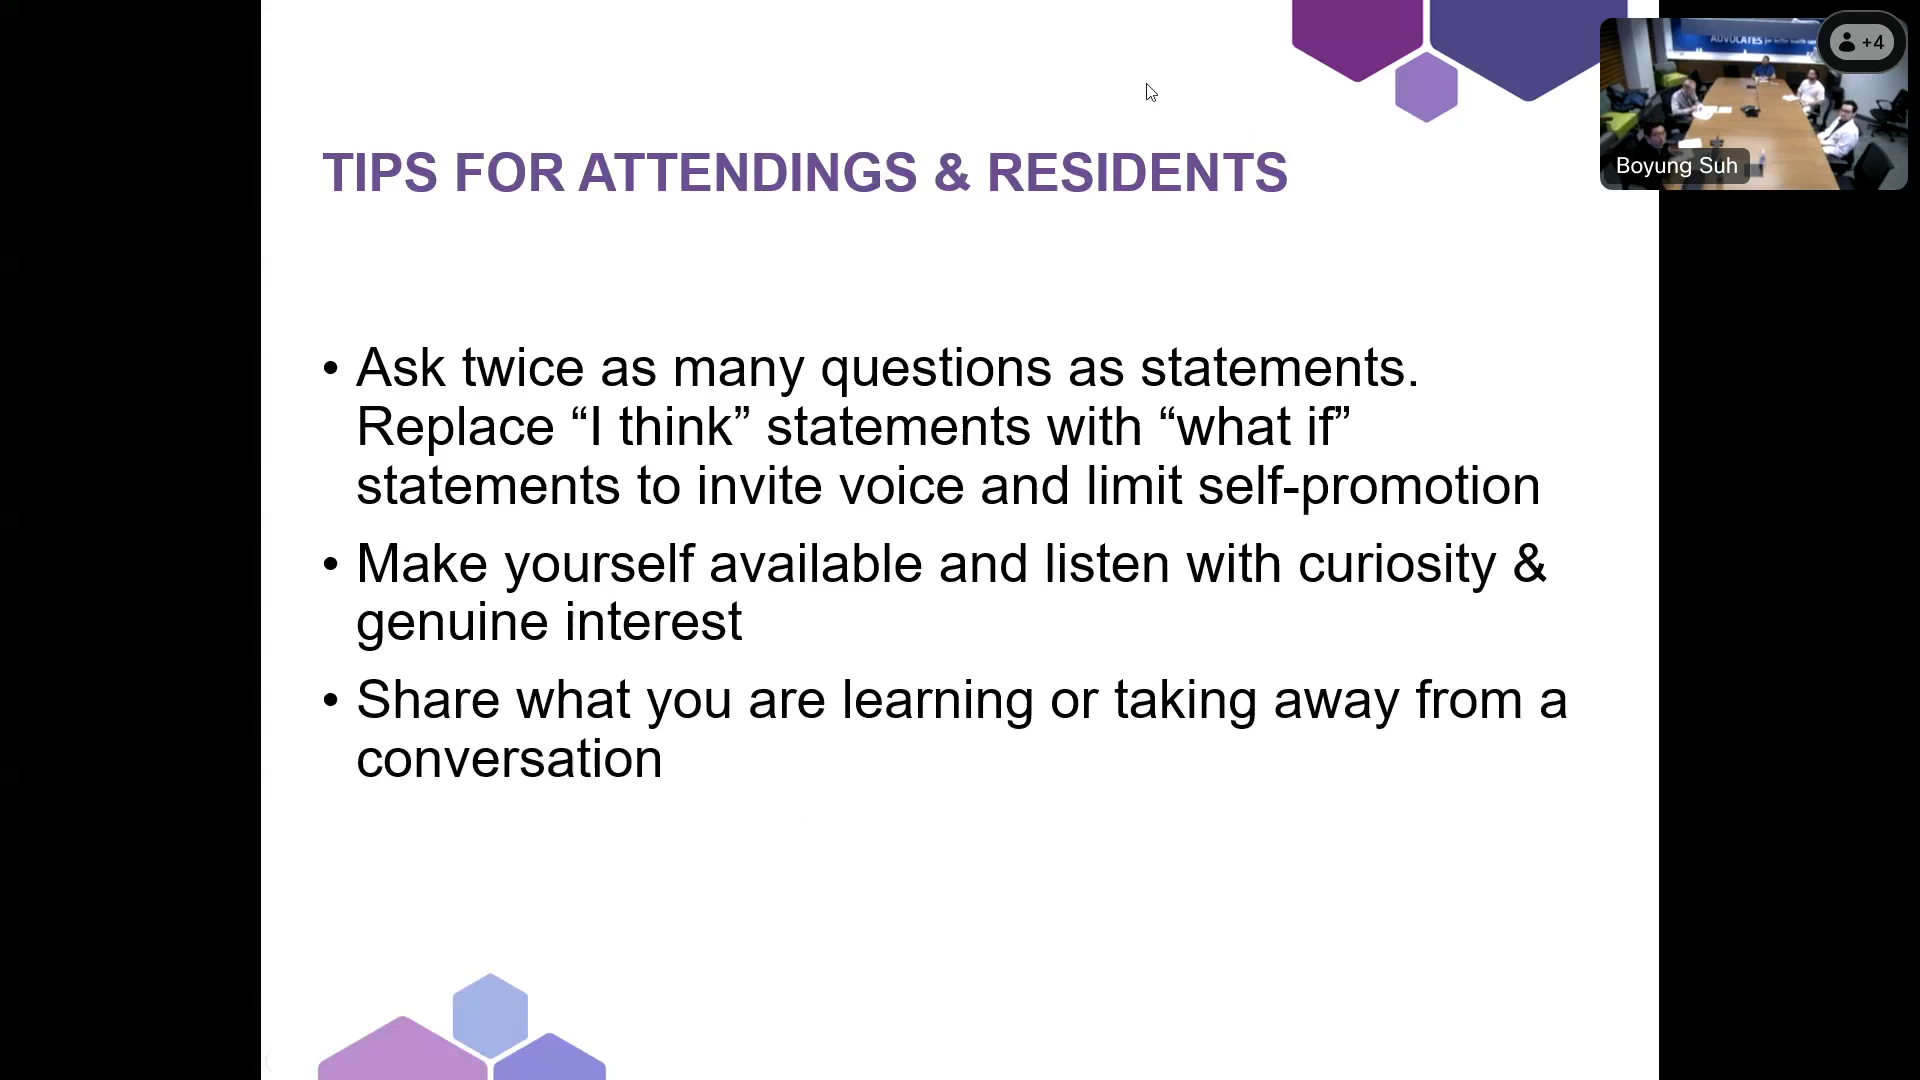 TIPS FOR ATTENDINGS & RESIDENTS
• Ask twice as many questions as statements.
Replace “I think” statements with “what if”
statements to invite voice and limit self-promotion
• Make yourself available and listen with curiosity &
genuine interest
• Share what you are learning or taking away from a
conversation
ADVOCATES
+4
Boyung Suh